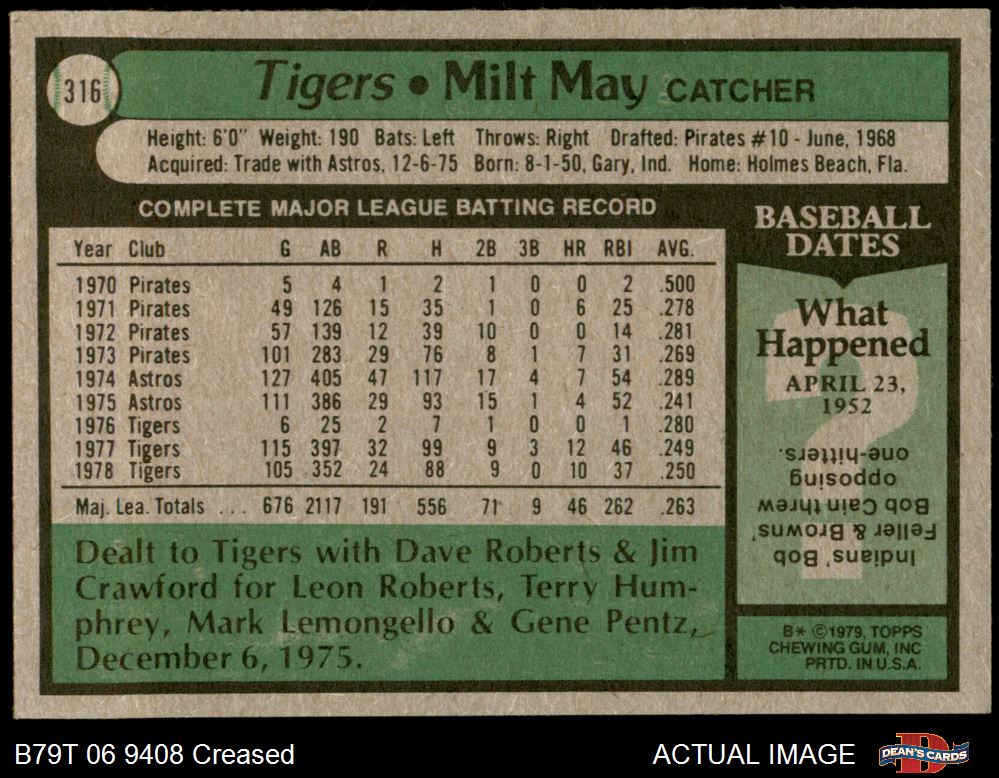 316
Tigers • Milt May CATCHER
Height: 6'0" Weight: 190 Bats: Left Throws: Right Drafted: Pirates #10 - June, 1968
Acquired: Trade with Astros, 12-6-75 Born: 8-1-50, Gary, Ind. Home: Holmes Beach, Fla.
COMPLETE MAJOR LEAGUE BATTING RECORD
Year Club G AB R H 2B 3B HR RBI AVG.
1970 Pirates 5 4 1 2 1 0 0 2 .500
1971 Pirates 49 126 15 35 1 0 6 25 .278
1972 Pirates 57 139 12 39 10 0 0 14 .281
1973 Pirates 101 283 29 76 8 1 7 31 .269
1974 Astros 127 405 47 117 17 4 7 54 .289
1975 Astros 111 386 29 93 15 1 4 52 .241
1976 Tigers 6 25 2 7 1 0 0 1 .280
1977 Tigers 115 397 32 99 9 3 12 46 .249
1978 Tigers 105 352 24 88 9 0 10 37 .250
Maj. Lea. Totals ... 676 2117 191 556 71 9 46 262 .263
Dealt to Tigers with Dave Roberts & Jim
Crawford for Leon Roberts, Terry Hum-
phrey, Mark Lemongello & Gene Pentz,
December 6, 1975.
BASEBALL
DATES
What
Happened
APRIL 23,
1952
Indians' Bob
Feller & Browns'
Bob Cain threw
opposing
one-hitters.
B* ©1979, TOPPS
CHEWING GUM, INC
PRTD. IN U.S.A.
B79T 06 9408 Creased
ACTUAL IMAGE
DEAN'S CARDS